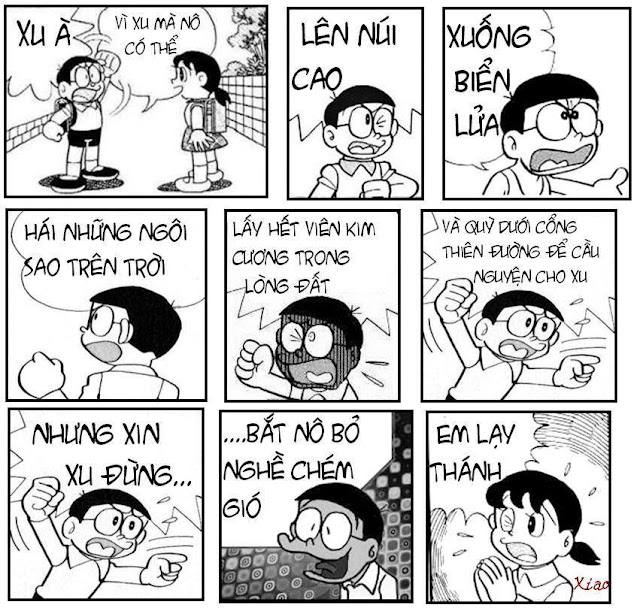 XU À
VÌ XU MÀ NÔ
CÓ THỂ
LÊN NÚI
CAO
XUỐNG
BIỂN
LỬA
HÁI NHỮNG NGÔI
SAO TRÊN TRỜI
LẤY HẾT VIÊN KIM
CƯƠNG TRONG
LÒNG ĐẤT
VÀ QUỲ DƯỚI CỔNG
THIÊN ĐƯỜNG ĐỂ CẦU
NGUYỆN CHO XU
NHƯNG XIN
XU ĐỪNG...
....BẮT NÔ BỎ
NGHỀ CHÉM
GIÓ
EM LẠY
THÁNH
Xiao